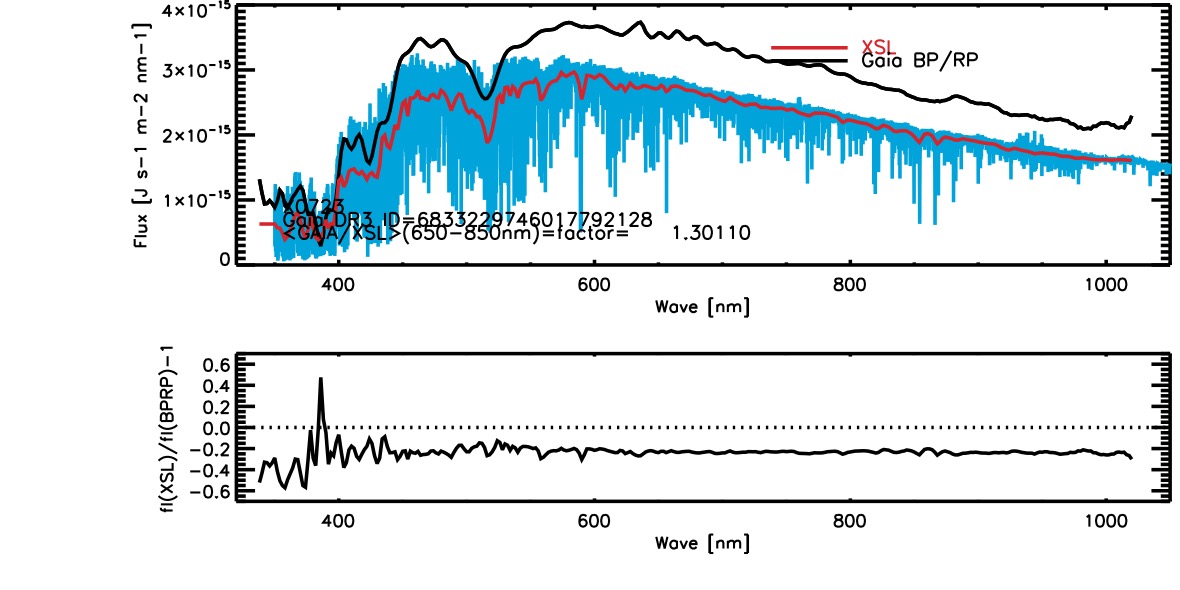 4×10-15
3×10-15
2×10-15
1×10-15
0
Flux [J s-1 m-2 nm-1]
XSL
Gaia BP/RP
X0723
Gaia DR3 ID=6833229746017792128
<GAIA/XSL>(650-850nm)=factor= 1.30110
400 600 800 1000
Wave [nm]
fl(XSL)/fl(BPRP)-1
0.6
0.4
0.2
0.0
-0.2
-0.4
-0.6
400 600 800 1000
Wave [nm]